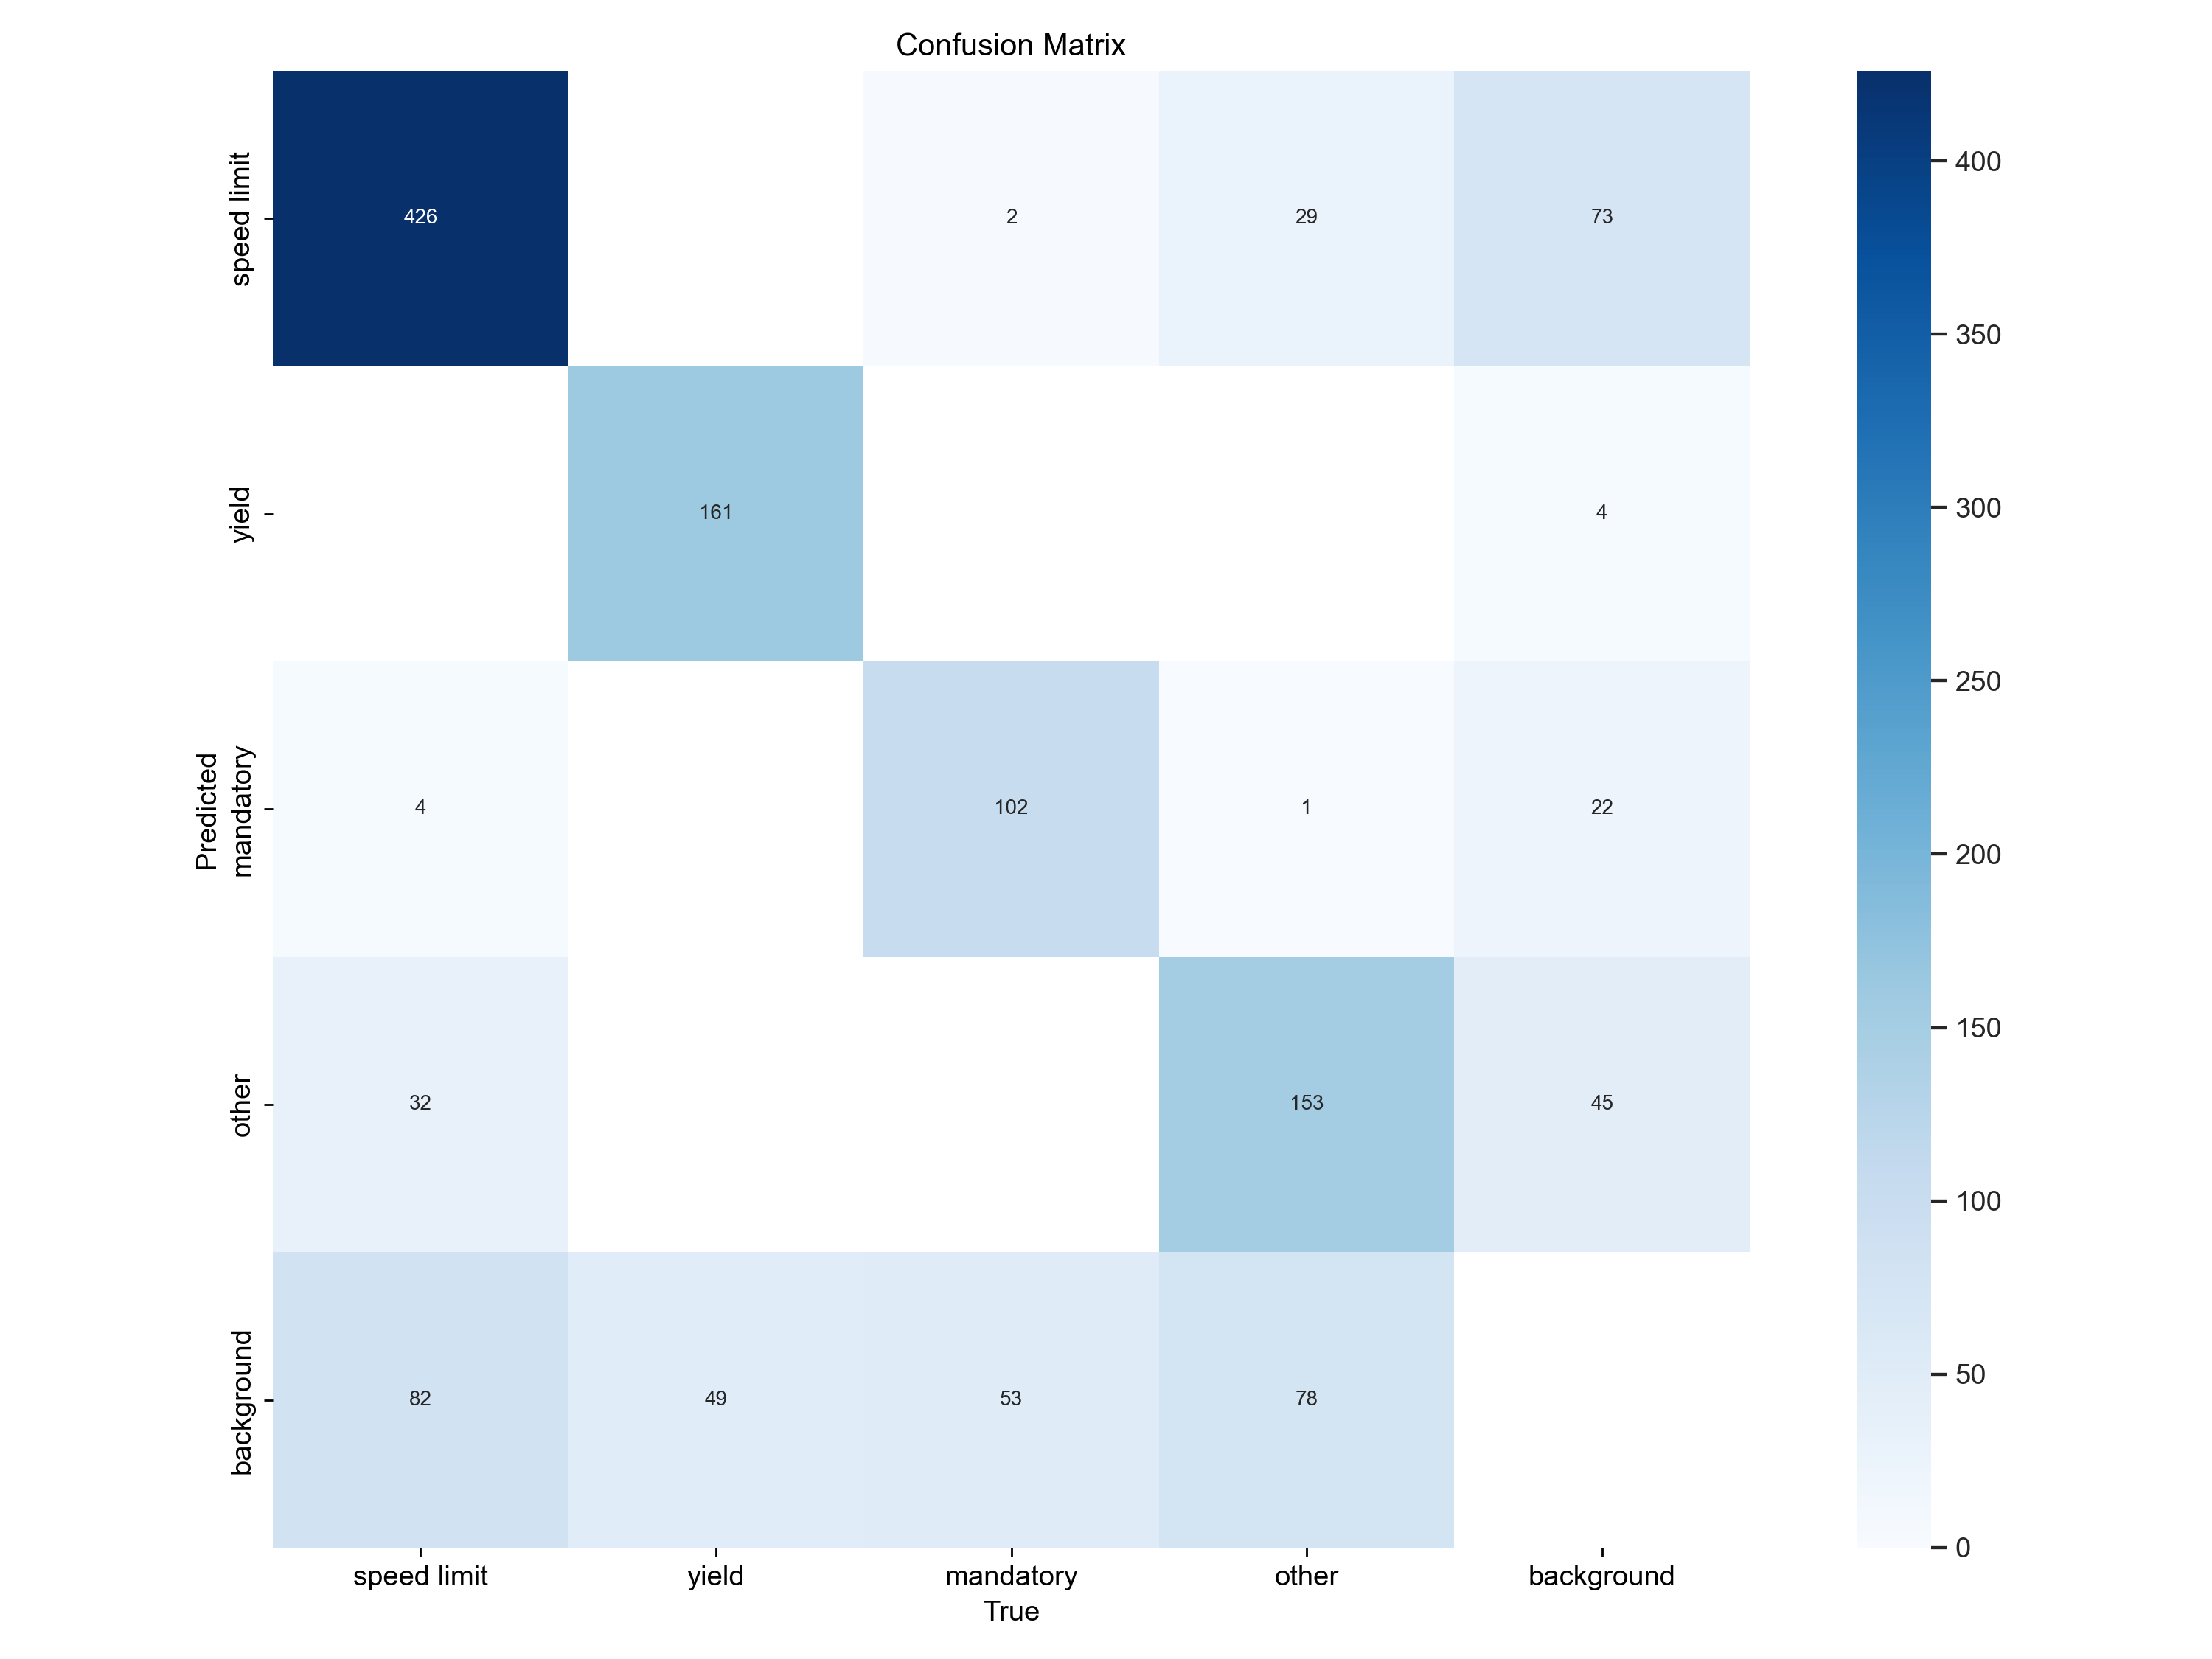 Confusion Matrix
speed limit
426
2
29
73
yield
161
4
Predicted
mandatory
4
102
1
22
other
32
153
45
background
82
49
53
78
speed limit
yield
mandatory
other
background
True
400
350
300
250
200
150
100
50
0